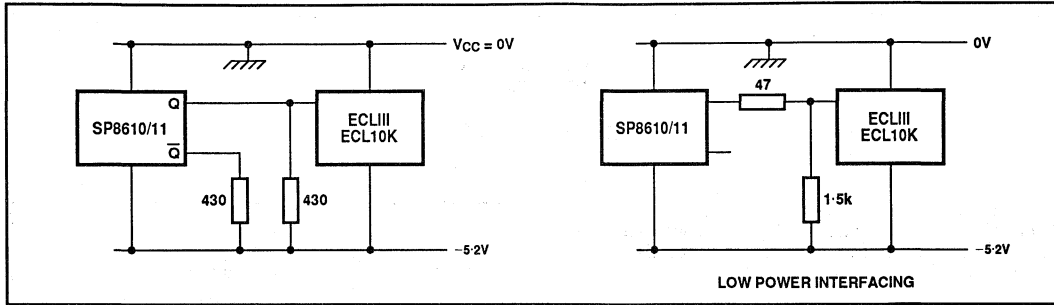 VCC = 0V
Q
SP8610/11
Q̅
ECLIII
ECL10K
430
430
−5·2V
0V
47
SP8610/11
ECLIII
ECL10K
1·5k
−5·2V
LOW POWER INTERFACING